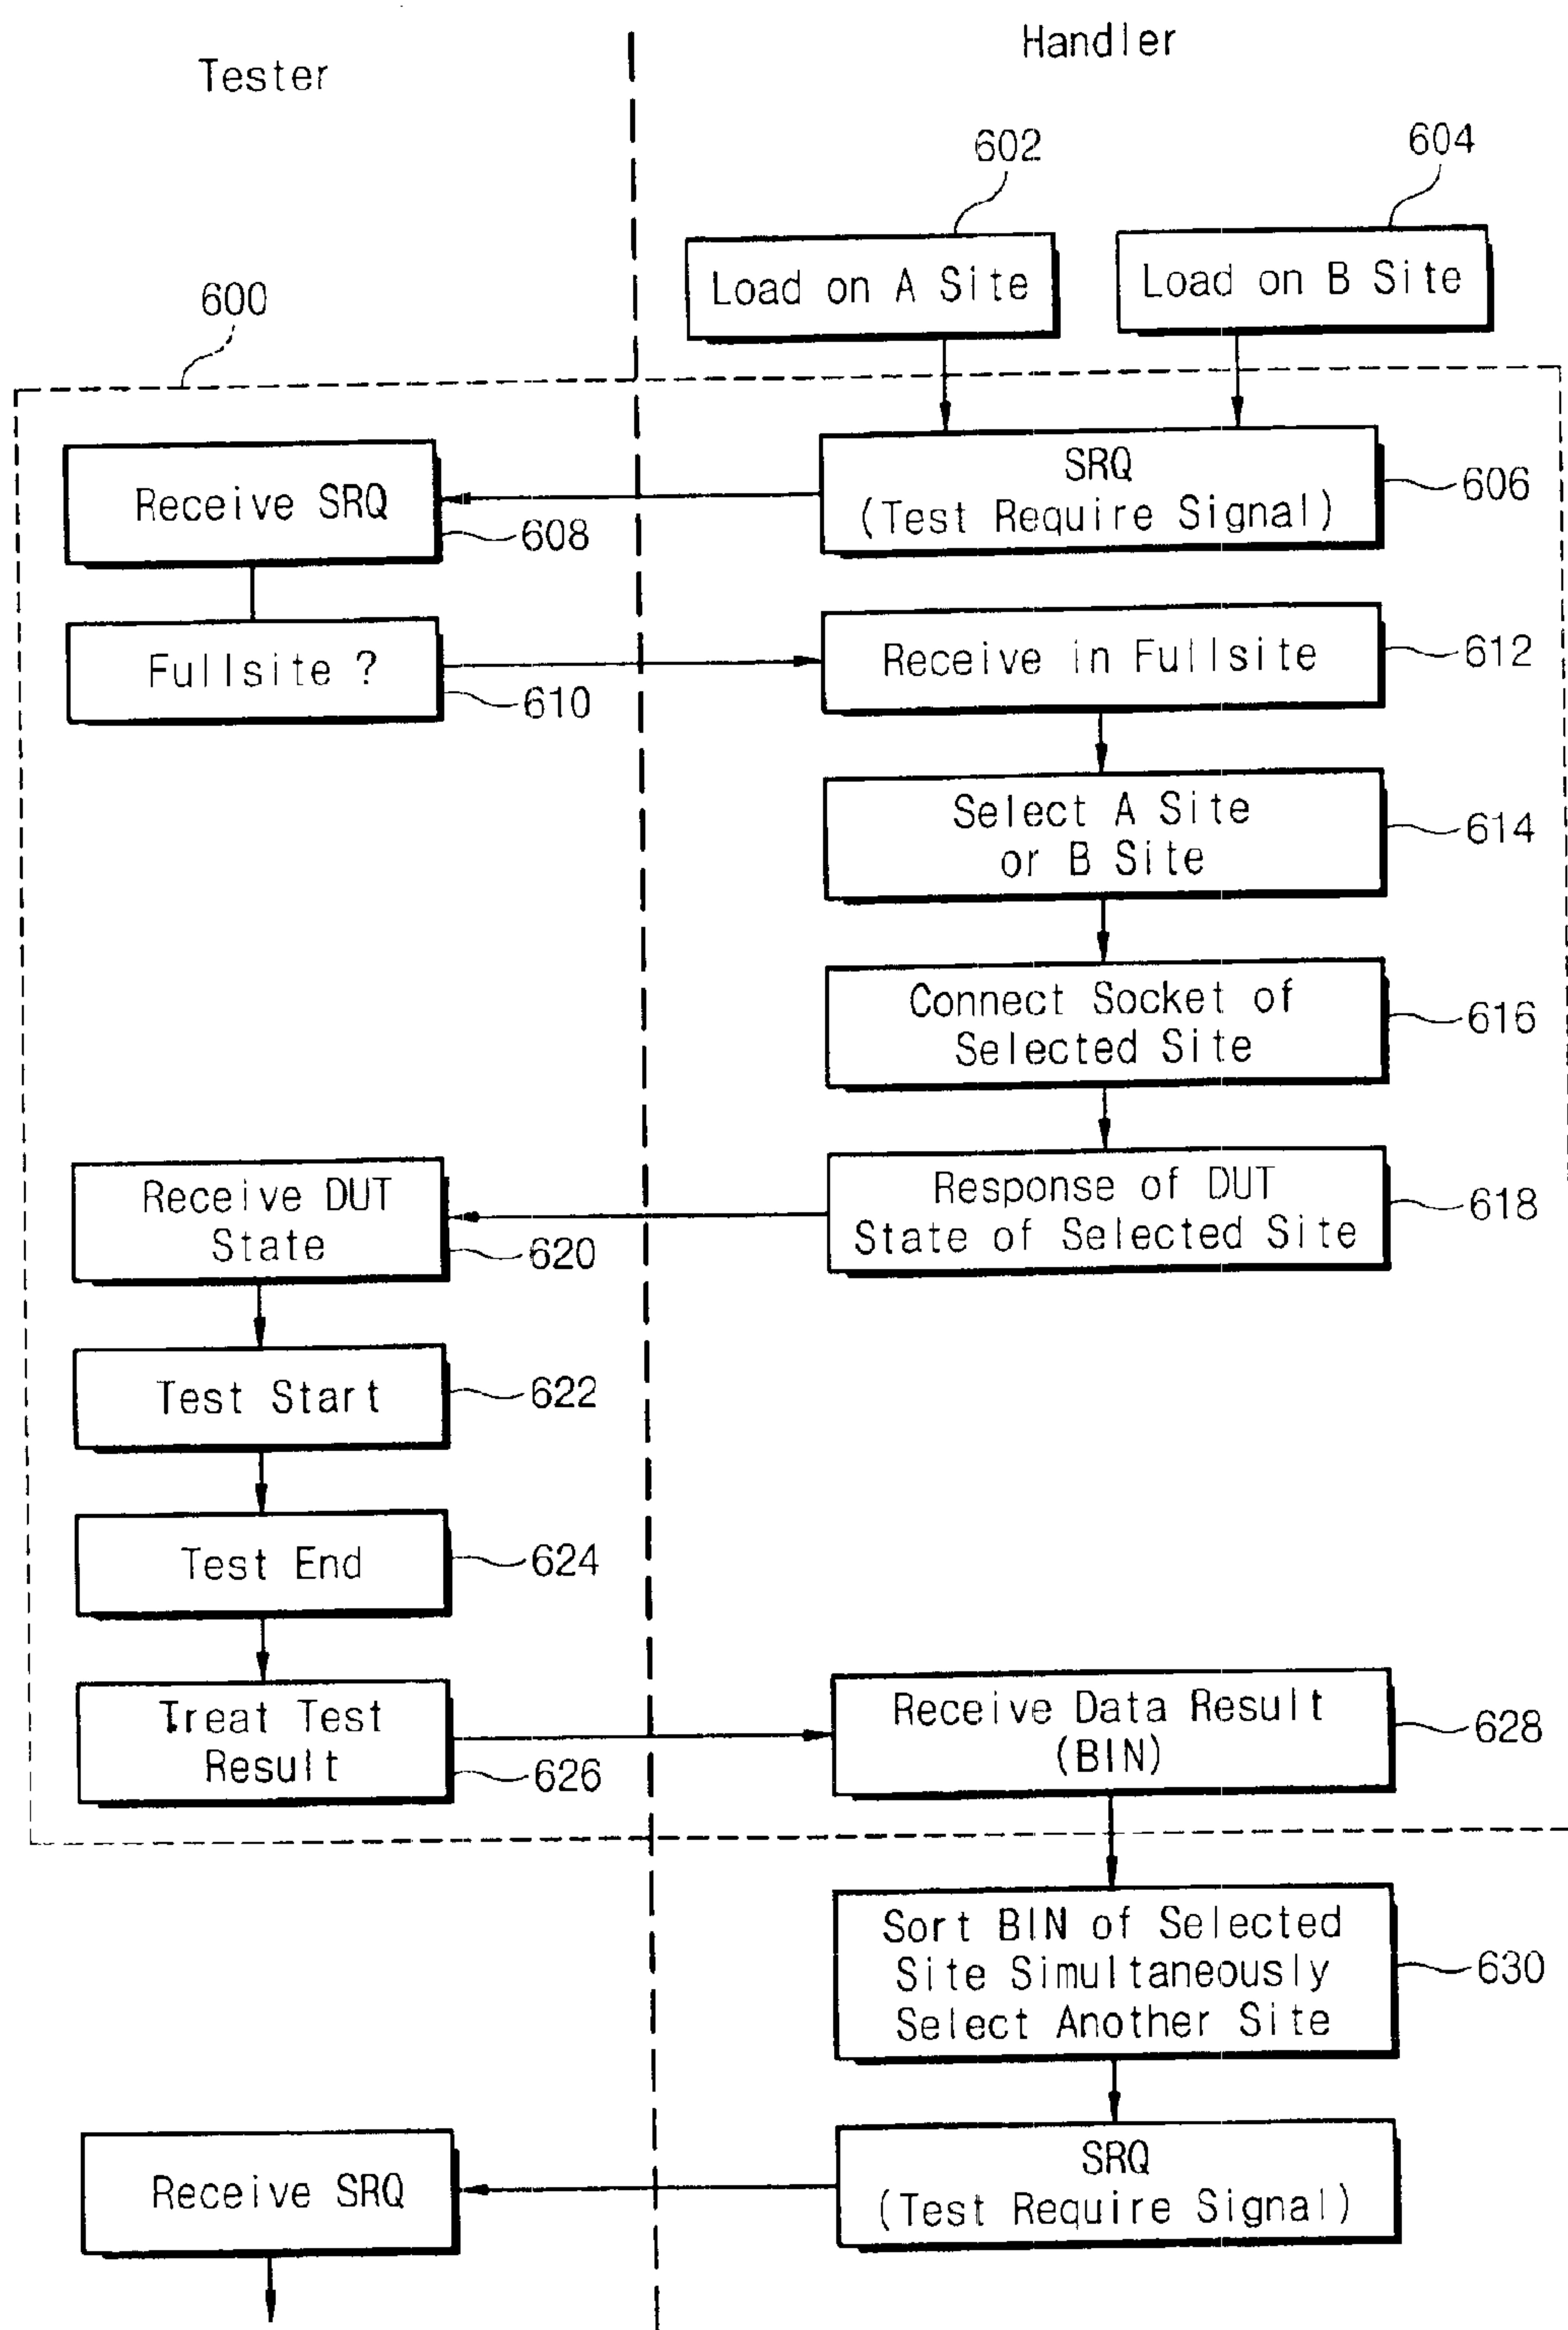 Tester
Handler
602
604
Load on A Site
Load on B Site
600
Receive SRQ
608
SRQ
(Test Require Signal)
606
Fullsite ?
610
Receive in Fullsite
612
Select A Site
or B Site
614
Connect Socket of
Selected Site
616
Response of DUT
State of Selected Site
618
Receive DUT
State
620
Test Start
622
Test End
624
Treat Test
Result
626
Receive Data Result
(BIN)
628
Sort BIN of Selected
Site Simultaneously
Select Another Site
630
SRQ
(Test Require Signal)
Receive SRQ